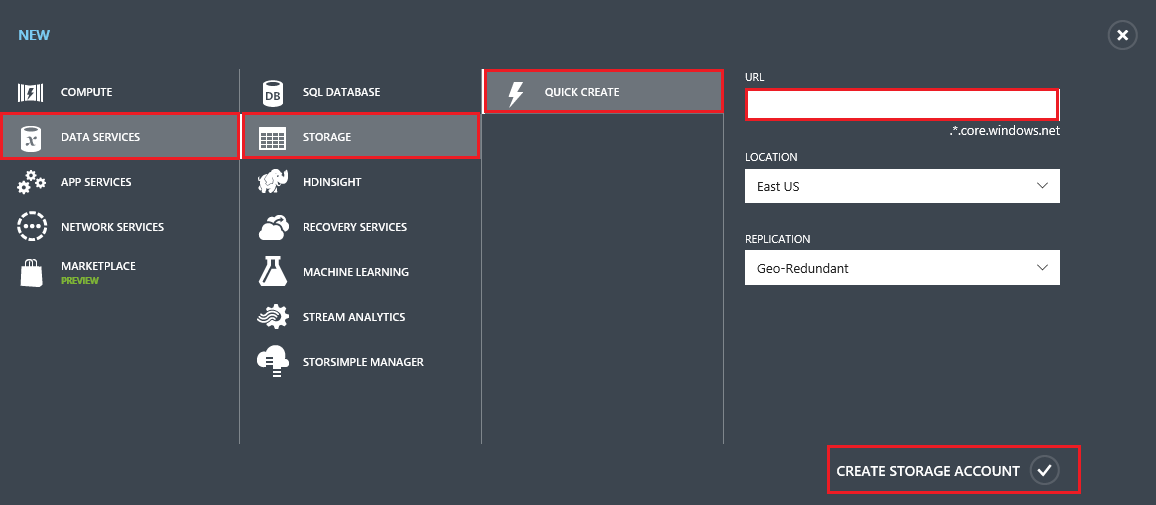 NEW
COMPUTE
DATA SERVICES
APP SERVICES
NETWORK SERVICES
MARKETPLACE
PREVIEW
DB
SQL DATABASE
STORAGE
HDINSIGHT
RECOVERY SERVICES
MACHINE LEARNING
STREAM ANALYTICS
STORSIMPLE MANAGER
QUICK CREATE
URL
.*.core.windows.net
LOCATION
East US
REPLICATION
Geo-Redundant
CREATE STORAGE ACCOUNT